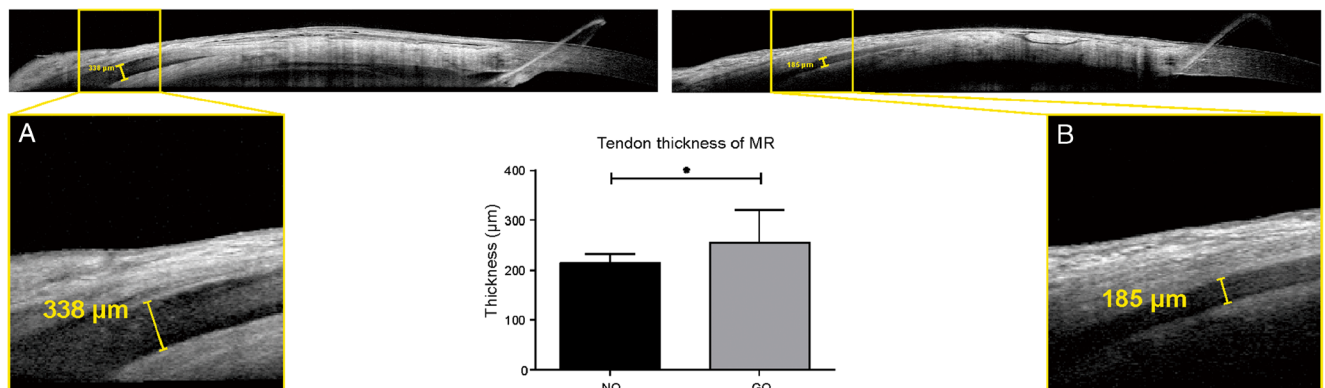 338 µm
185 µm
A
B
338 µm
185 µm
Tendon thickness of MR
*
Thickness (µm)
400
300
200
100
0